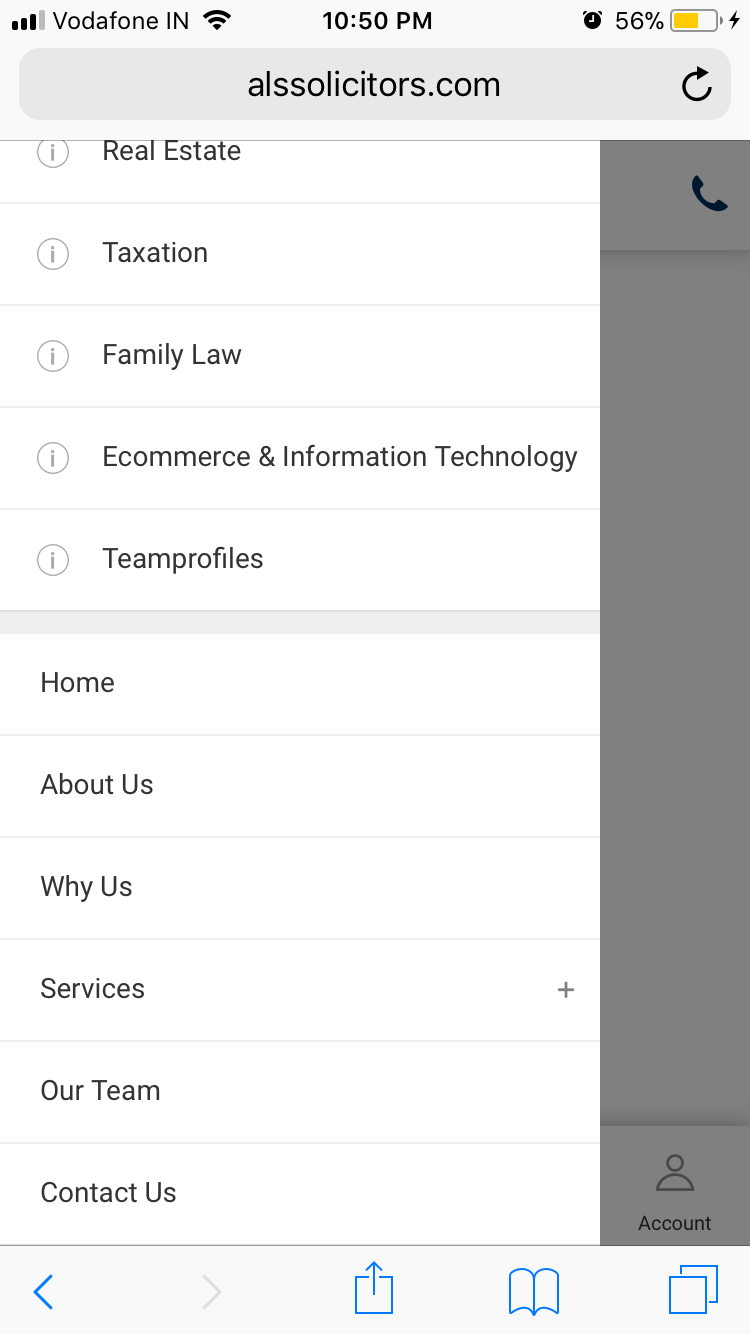 Vodafone IN 10:50 PM 56%
alssolicitors.com
Real Estate
Taxation
Family Law
Ecommerce & Information Technology
Teamprofiles
Home
About Us
Why Us
Services +
Our Team
Contact Us
Account